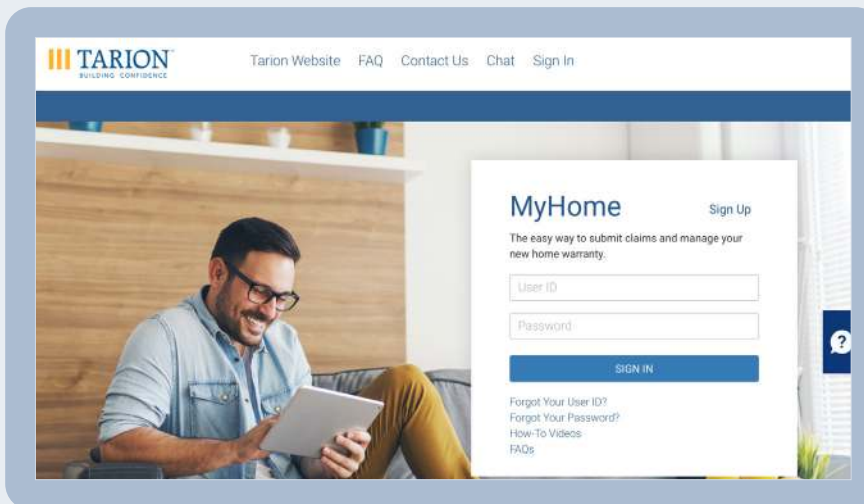 TARION
BUILDING CONFIDENCE
Tarion Website FAQ Contact Us Chat Sign In
MyHome Sign Up
The easy way to submit claims and manage your
new home warranty.
User ID
Password
SIGN IN
Forgot Your User ID?
Forgot Your Password?
How-To Videos
FAQs
?